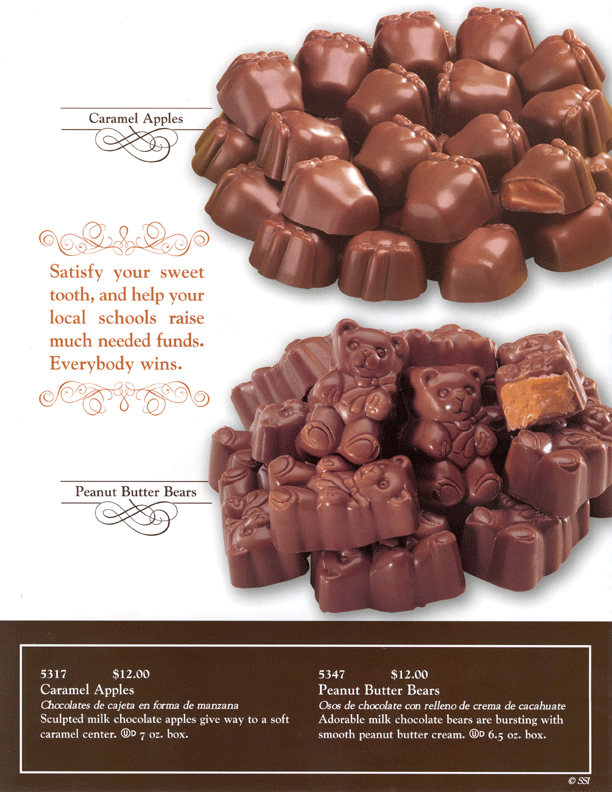 Caramel Apples
Satisfy your sweet
tooth, and help your
local schools raise
much needed funds.
Everybody wins.
Peanut Butter Bears
5317 $12.00
Caramel Apples
Chocolates de cajeta en forma de manzana
Sculpted milk chocolate apples give way to a soft
caramel center. ⓊD 7 oz. box.
5347 $12.00
Peanut Butter Bears
Osos de chocolate con relleno de crema de cacahuate
Adorable milk chocolate bears are bursting with
smooth peanut butter cream. ⓊD 6.5 oz. box.
© SSI